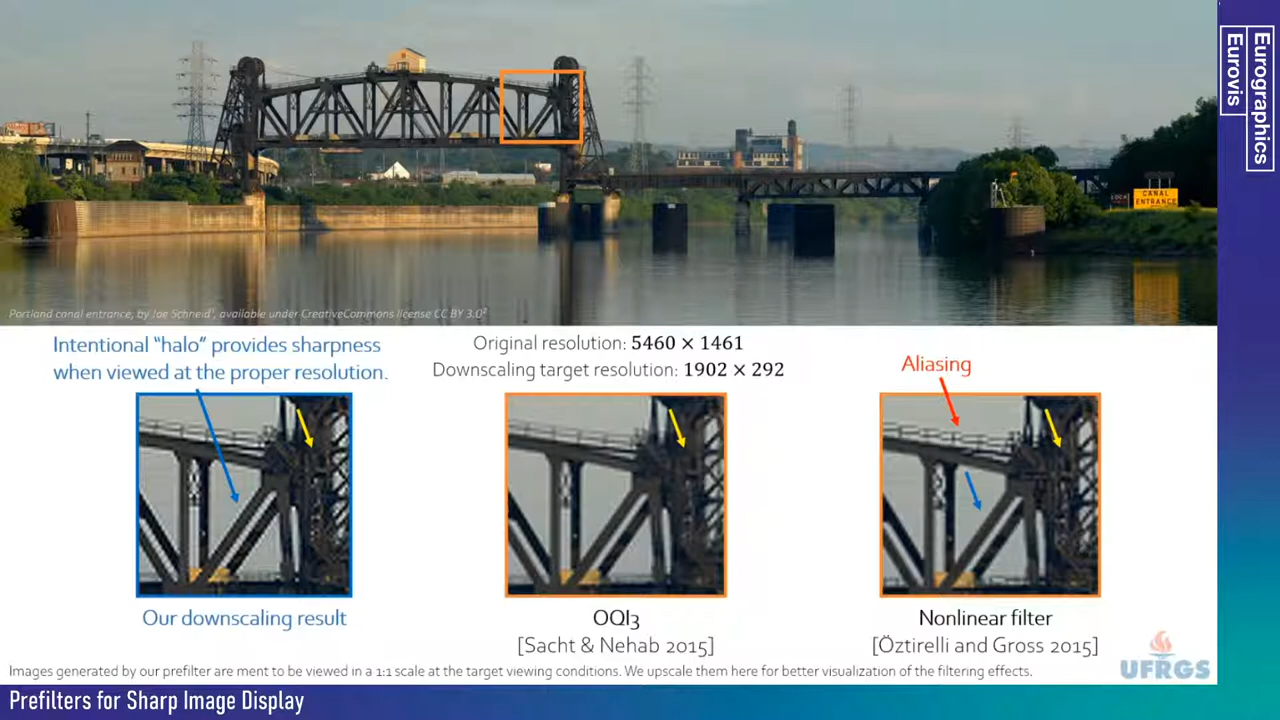 Eurographics
Eurovis
LOCK
CANAL
ENTRANCE
Portland canal entrance, by Joe Schneid¹, available under CreativeCommons license CC BY 3.0²
Intentional “halo” provides sharpness
when viewed at the proper resolution.
Original resolution: 5460 × 1461
Downscaling target resolution: 1902 × 292
Aliasing
Our downscaling result
OQI3
[Sacht & Nehab 2015]
Nonlinear filter
[Öztirelli and Gross 2015]
Images generated by our prefilter are ment to be viewed in a 1:1 scale at the target viewing conditions. We upscale them here for better visualization of the filtering effects.
UFRGS
Prefilters for Sharp Image Display